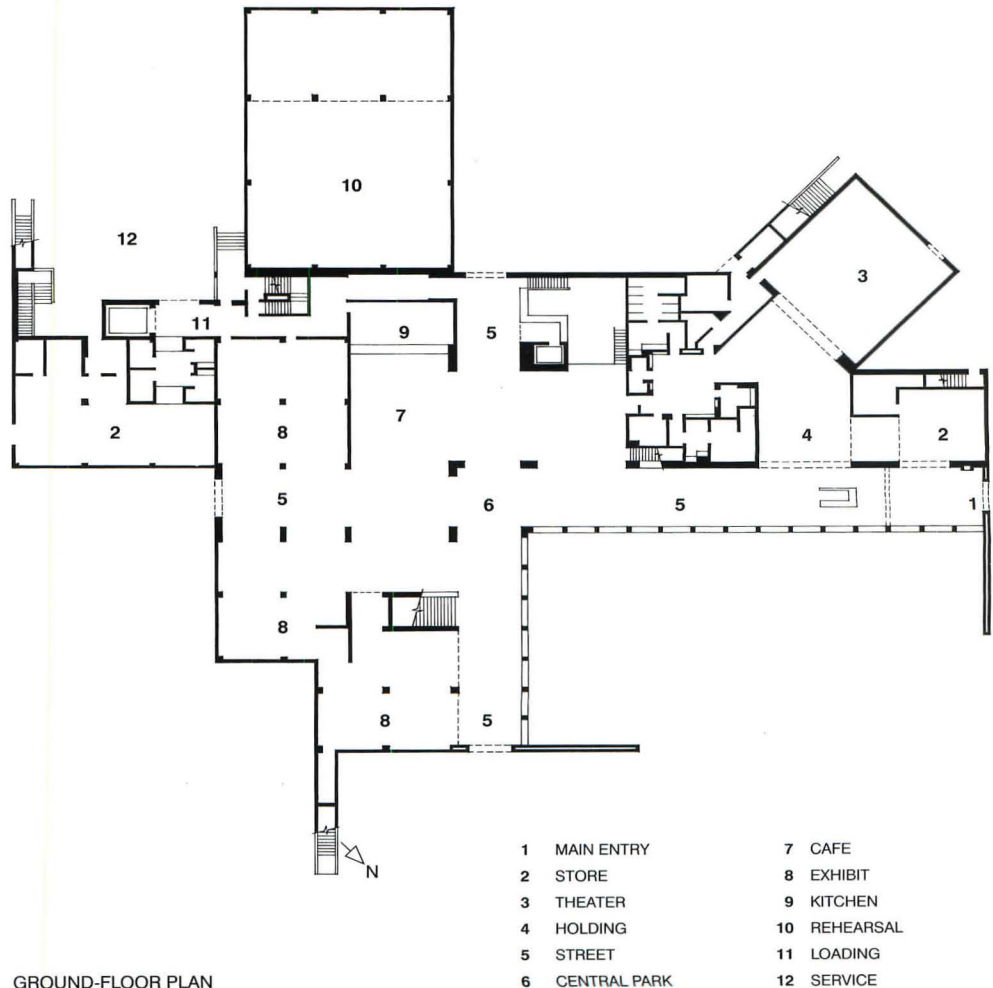 10
12
3
11
9
5
7
2
8
4
2
5
6
5
1
8
8
5
N
1 MAIN ENTRY
2 STORE
3 THEATER
4 HOLDING
5 STREET
6 CENTRAL PARK
7 CAFE
8 EXHIBIT
9 KITCHEN
10 REHEARSAL
11 LOADING
12 SERVICE
GROUND-FLOOR PLAN